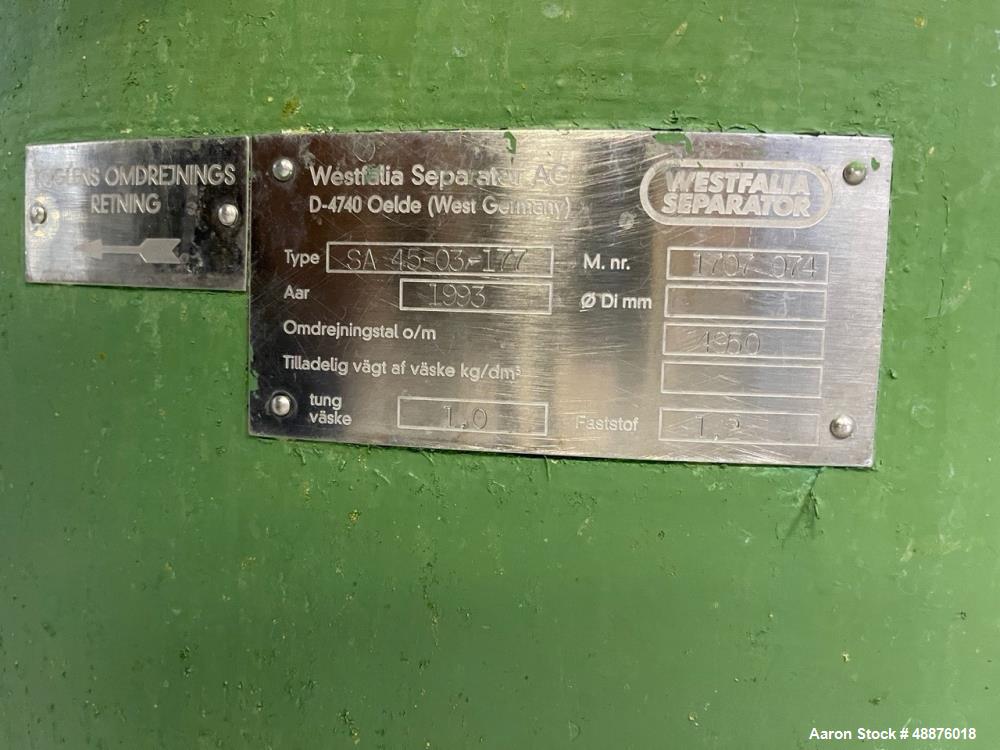 OMDREJNINGS
RETNING
Westfalia Separator AG
D-4740 Oelde (West Germany)
WESTFALIA
SEPARATOR
Type SA 45-03-177 M. nr. 1707 074
Aar 1993 Ø Di mm
Omdrejningstal o/m 4950
Tilladelig vägt af väske kg/dm³
tung
väske 1,0 Faststof 1,2
Aaron Stock # 48876018